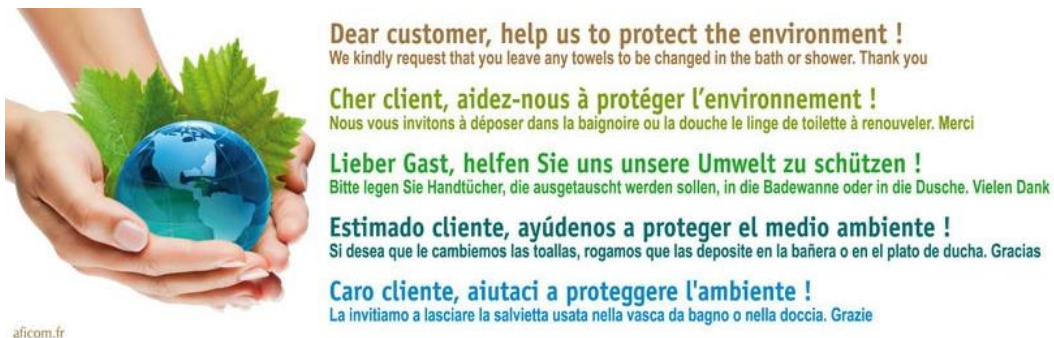 Dear customer, help us to protect the environment !
We kindly request that you leave any towels to be changed in the bath or shower. Thank you
Cher client, aidez-nous à protéger l’environnement !
Nous vous invitons à déposer dans la baignoire ou la douche le linge de toilette à renouveler. Merci
Lieber Gast, helfen Sie uns unsere Umwelt zu schützen !
Bitte legen Sie Handtücher, die ausgetauscht werden sollen, in die Badewanne oder in die Dusche. Vielen Dank
Estimado cliente, ayúdenos a proteger el medio ambiente !
Si desea que le cambiemos las toallas, rogamos que las deposite en la bañera o en el plato de ducha. Gracias
Caro cliente, aiutaci a proteggere l'ambiente !
La invitiamo a lasciare la salvietta usata nella vasca da bagno o nella doccia. Grazie
aficom.fr